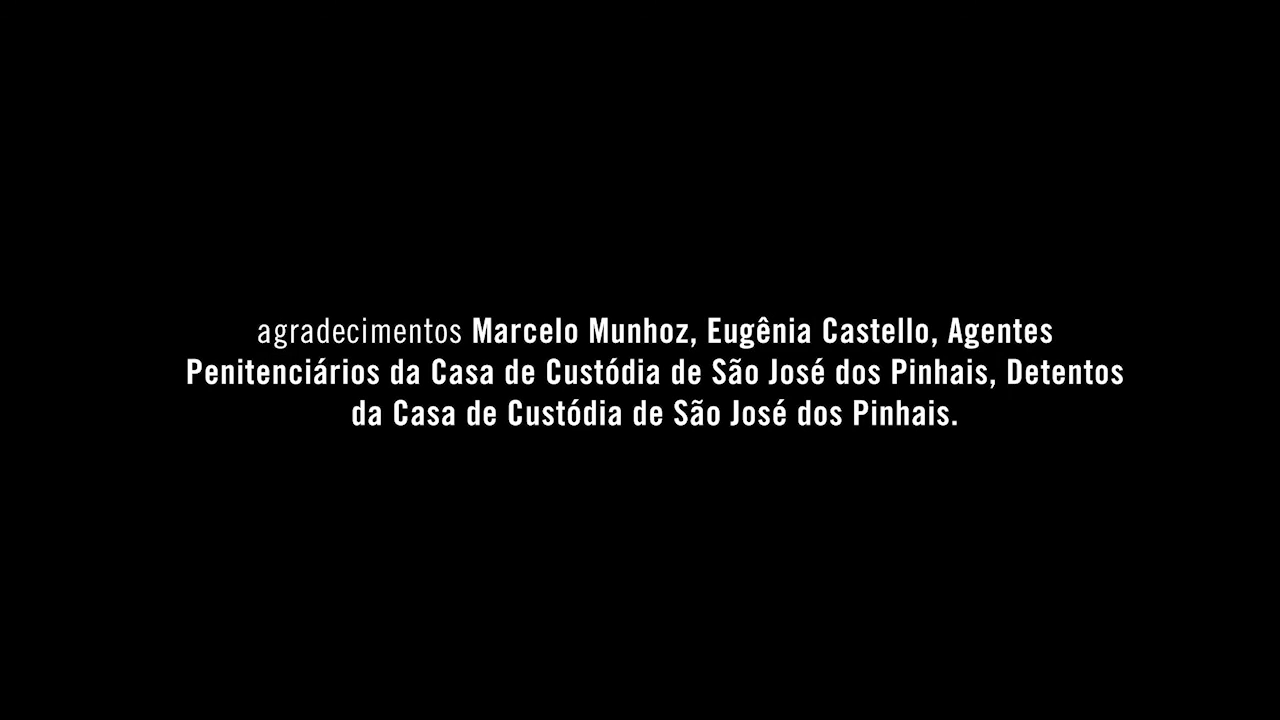 agradecimentos Marcelo Munhoz, Eugênia Castello, Agentes
Penitenciários da Casa de Custódia de São José dos Pinhais, Detentos
da Casa de Custódia de São José dos Pinhais.